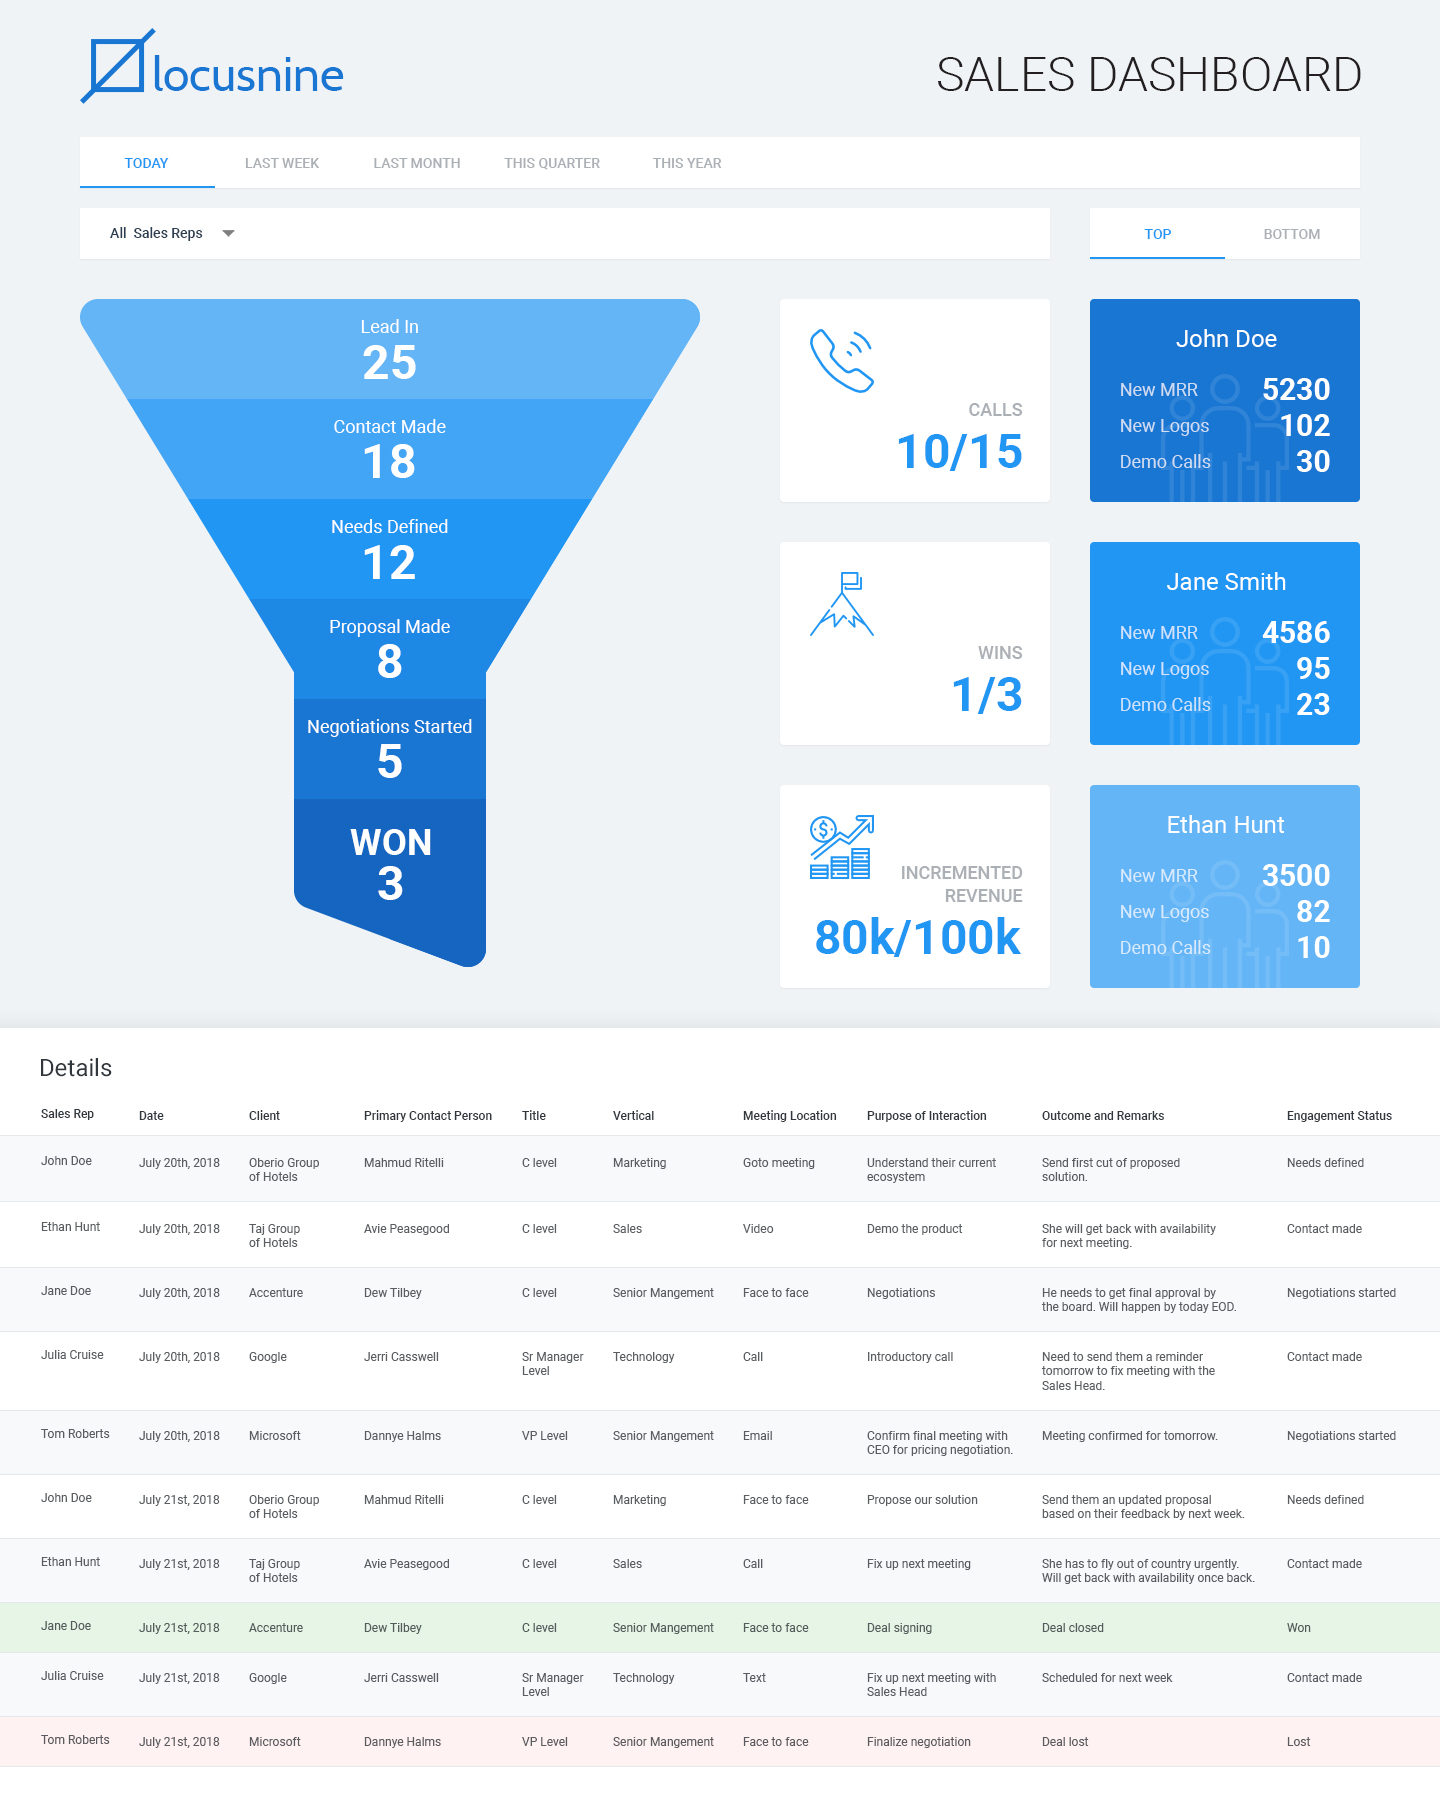 locusnine
SALES DASHBOARD
TODAY LAST WEEK LAST MONTH THIS QUARTER THIS YEAR
All Sales Reps
TOP BOTTOM
Lead In
25
Contact Made
18
Needs Defined
12
Proposal Made
8
Negotiations Started
5
WON
3
CALLS
10/15
WINS
1/3
INCREMENTED
REVENUE
80k/100k
John Doe
New MRR 5230
New Logos 102
Demo Calls 30
Jane Smith
New MRR 4586
New Logos 95
Demo Calls 23
Ethan Hunt
New MRR 3500
New Logos 82
Demo Calls 10
Details
Sales Rep Date Client Primary Contact Person Title Vertical Meeting Location Purpose of Interaction Outcome and Remarks Engagement Status
John Doe July 20th, 2018 Oberio Group Mahmud Ritelli C level Marketing Goto meeting Understand their current Send first cut of proposed Needs defined
of Hotels ecosystem solution.
Ethan Hunt July 20th, 2018 Taj Group Avie Peasegood C level Sales Video Demo the product She will get back with availability Contact made
of Hotels for next meeting.
Jane Doe July 20th, 2018 Accenture Dew Tilbey C level Senior Mangement Face to face Negotiations He needs to get final approval by Negotiations started
the board. Will happen by today EOD.
Julia Cruise July 20th, 2018 Google Jerri Casswell Sr Manager Technology Call Introductory call Need to send them a reminder Contact made
Level tomorrow to fix meeting with the
Sales Head.
Tom Roberts July 20th, 2018 Microsoft Dannye Halms VP Level Senior Mangement Email Confirm final meeting with Meeting confirmed for tomorrow. Negotiations started
CEO for pricing negotiation.
John Doe July 21st, 2018 Oberio Group Mahmud Ritelli C level Marketing Face to face Propose our solution Send them an updated proposal Needs defined
of Hotels based on their feedback by next week.
Ethan Hunt July 21st, 2018 Taj Group Avie Peasegood C level Sales Call Fix up next meeting She has to fly out of country urgently. Contact made
of Hotels Will get back with availability once back.
Jane Doe July 21st, 2018 Accenture Dew Tilbey C level Senior Mangement Face to face Deal signing Deal closed Won
Julia Cruise July 21st, 2018 Google Jerri Casswell Sr Manager Technology Text Fix up next meeting with Scheduled for next week Contact made
Level Sales Head
Tom Roberts July 21st, 2018 Microsoft Dannye Halms VP Level Senior Mangement Face to face Finalize negotiation Deal lost Lost